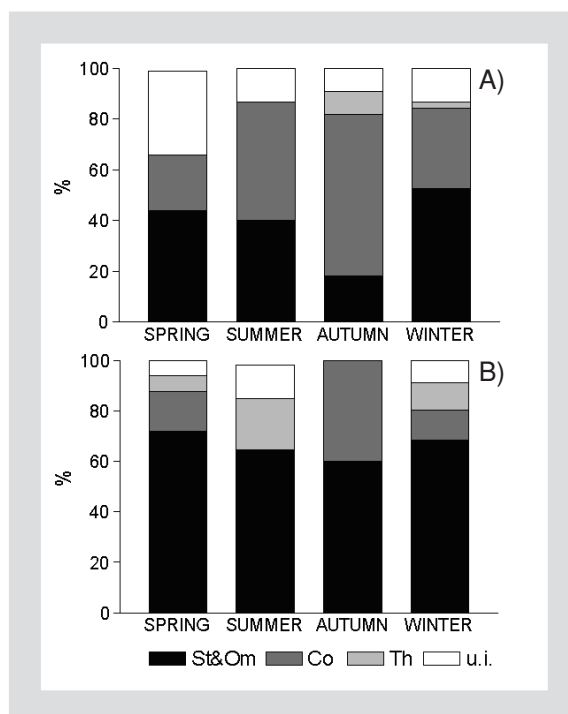 100
A)
80
60
%
40
20
0
SPRING SUMMER AUTUMN WINTER
100
B)
80
60
%
40
20
0
SPRING SUMMER AUTUMN WINTER
St&Om Co Th u.i.